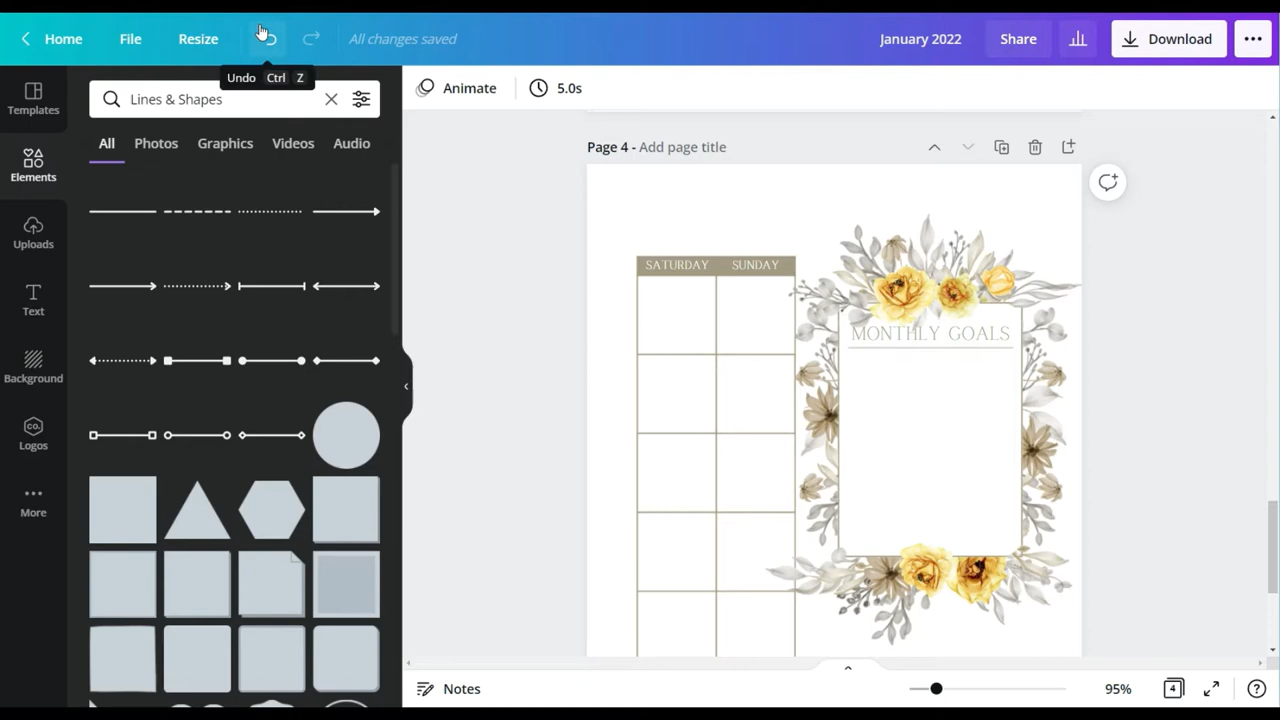 Home File Resize All changes saved January 2022 Share Download
Undo Ctrl Z
Templates
Elements
Uploads
Text
Background
CO.
Logos
More
Lines & Shapes
All Photos Graphics Videos Audio
Animate 5.0s
Page 4 - Add page title
SATURDAY SUNDAY
MONTHLY GOALS
Notes 95% 4